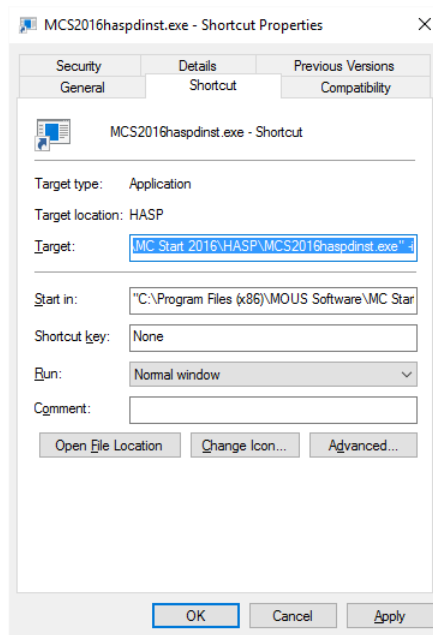 MCS2016haspdinst.exe - Shortcut Properties
Security Details Previous Versions
General Shortcut Compatibility
MCS2016haspdinst.exe - Shortcut
Target type: Application
Target location: HASP
Target: \MC Start 2016\HASP\MCS2016haspdinst.exe" -i
Start in: "C:\Program Files (x86)\MOUS Software\MC Star
Shortcut key: None
Run: Normal window
Comment:
Open File Location Change Icon... Advanced...
OK Cancel Apply